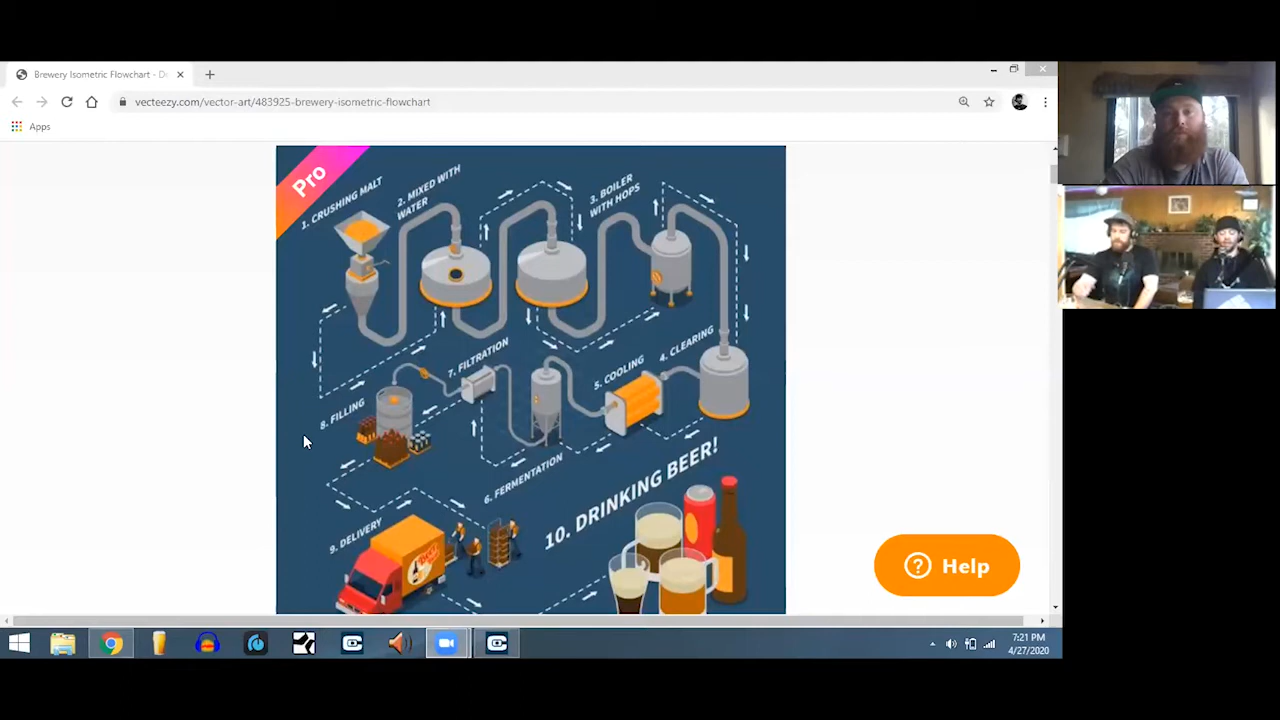 Brewery Isometric Flowchart - D
vecteezy.com/vector-art/483925-brewery-isometric-flowchart
Apps
Pro
1. CRUSHING MALT
2. MIXED WITH
WATER
3. BOILER
WITH HOPS
4. CLEARING
5. COOLING
7. FILTRATION
8. FILLING
6. FERMENTATION
10. DRINKING BEER!
9. DELIVERY
Help
7:21 PM
4/27/2020